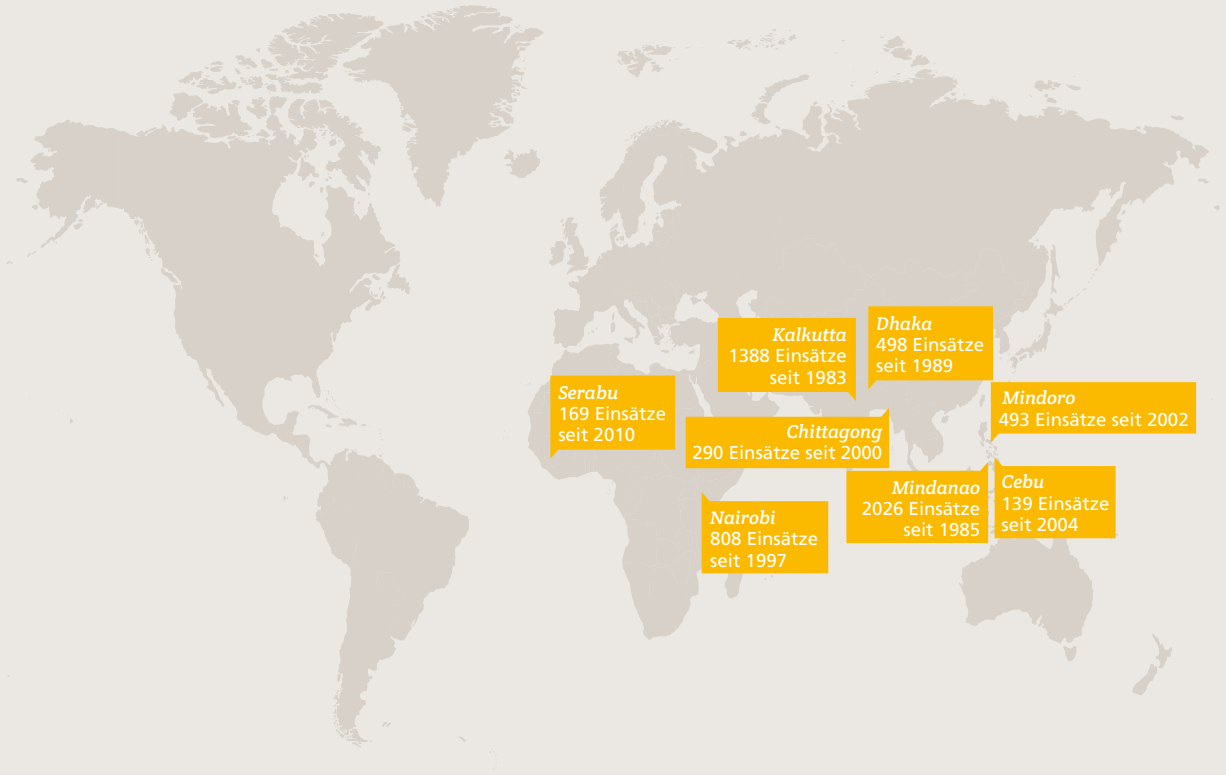 Kalkutta
1388 Einsätze
seit 1983
Dhaka
498 Einsätze
seit 1989
Serabu
169 Einsätze
seit 2010
Mindoro
493 Einsätze seit 2002
Chittagong
290 Einsätze seit 2000
Mindanao
2026 Einsätze
seit 1985
Cebu
139 Einsätze
seit 2004
Nairobi
808 Einsätze
seit 1997